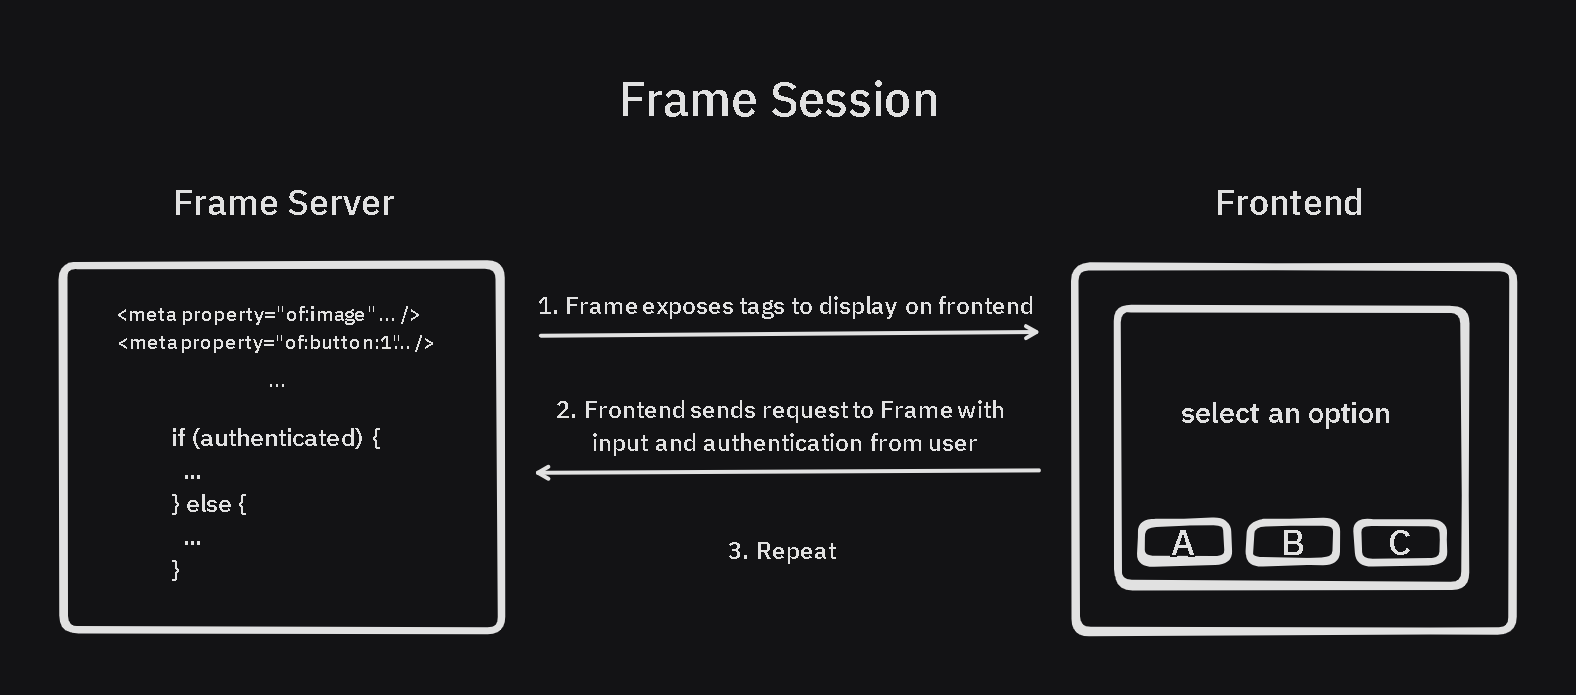 Frame Session
Frame Server
Frontend
<meta property="of:image"... />
<meta property="of:button:1"... />
...
if (authenticated) {
...
} else {
...
}
1. Frame exposes tags to display on frontend
2. Frontend sends request to Frame with
input and authentication from user
3. Repeat
select an option
A B C